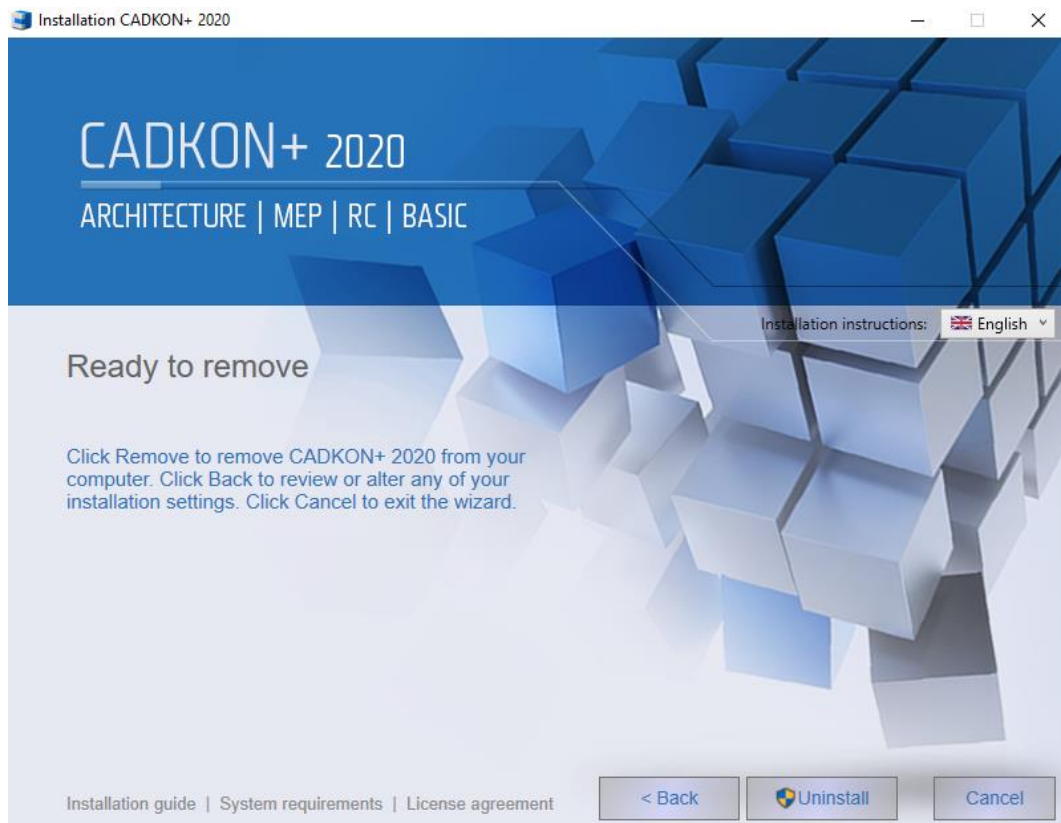 Installation CADKON+ 2020
CADKON+ 2020
ARCHITECTURE | MEP | RC | BASIC
Installation instructions: English
Ready to remove
Click Remove to remove CADKON+ 2020 from your
computer. Click Back to review or alter any of your
installation settings. Click Cancel to exit the wizard.
Installation guide | System requirements | License agreement
< Back Uninstall Cancel